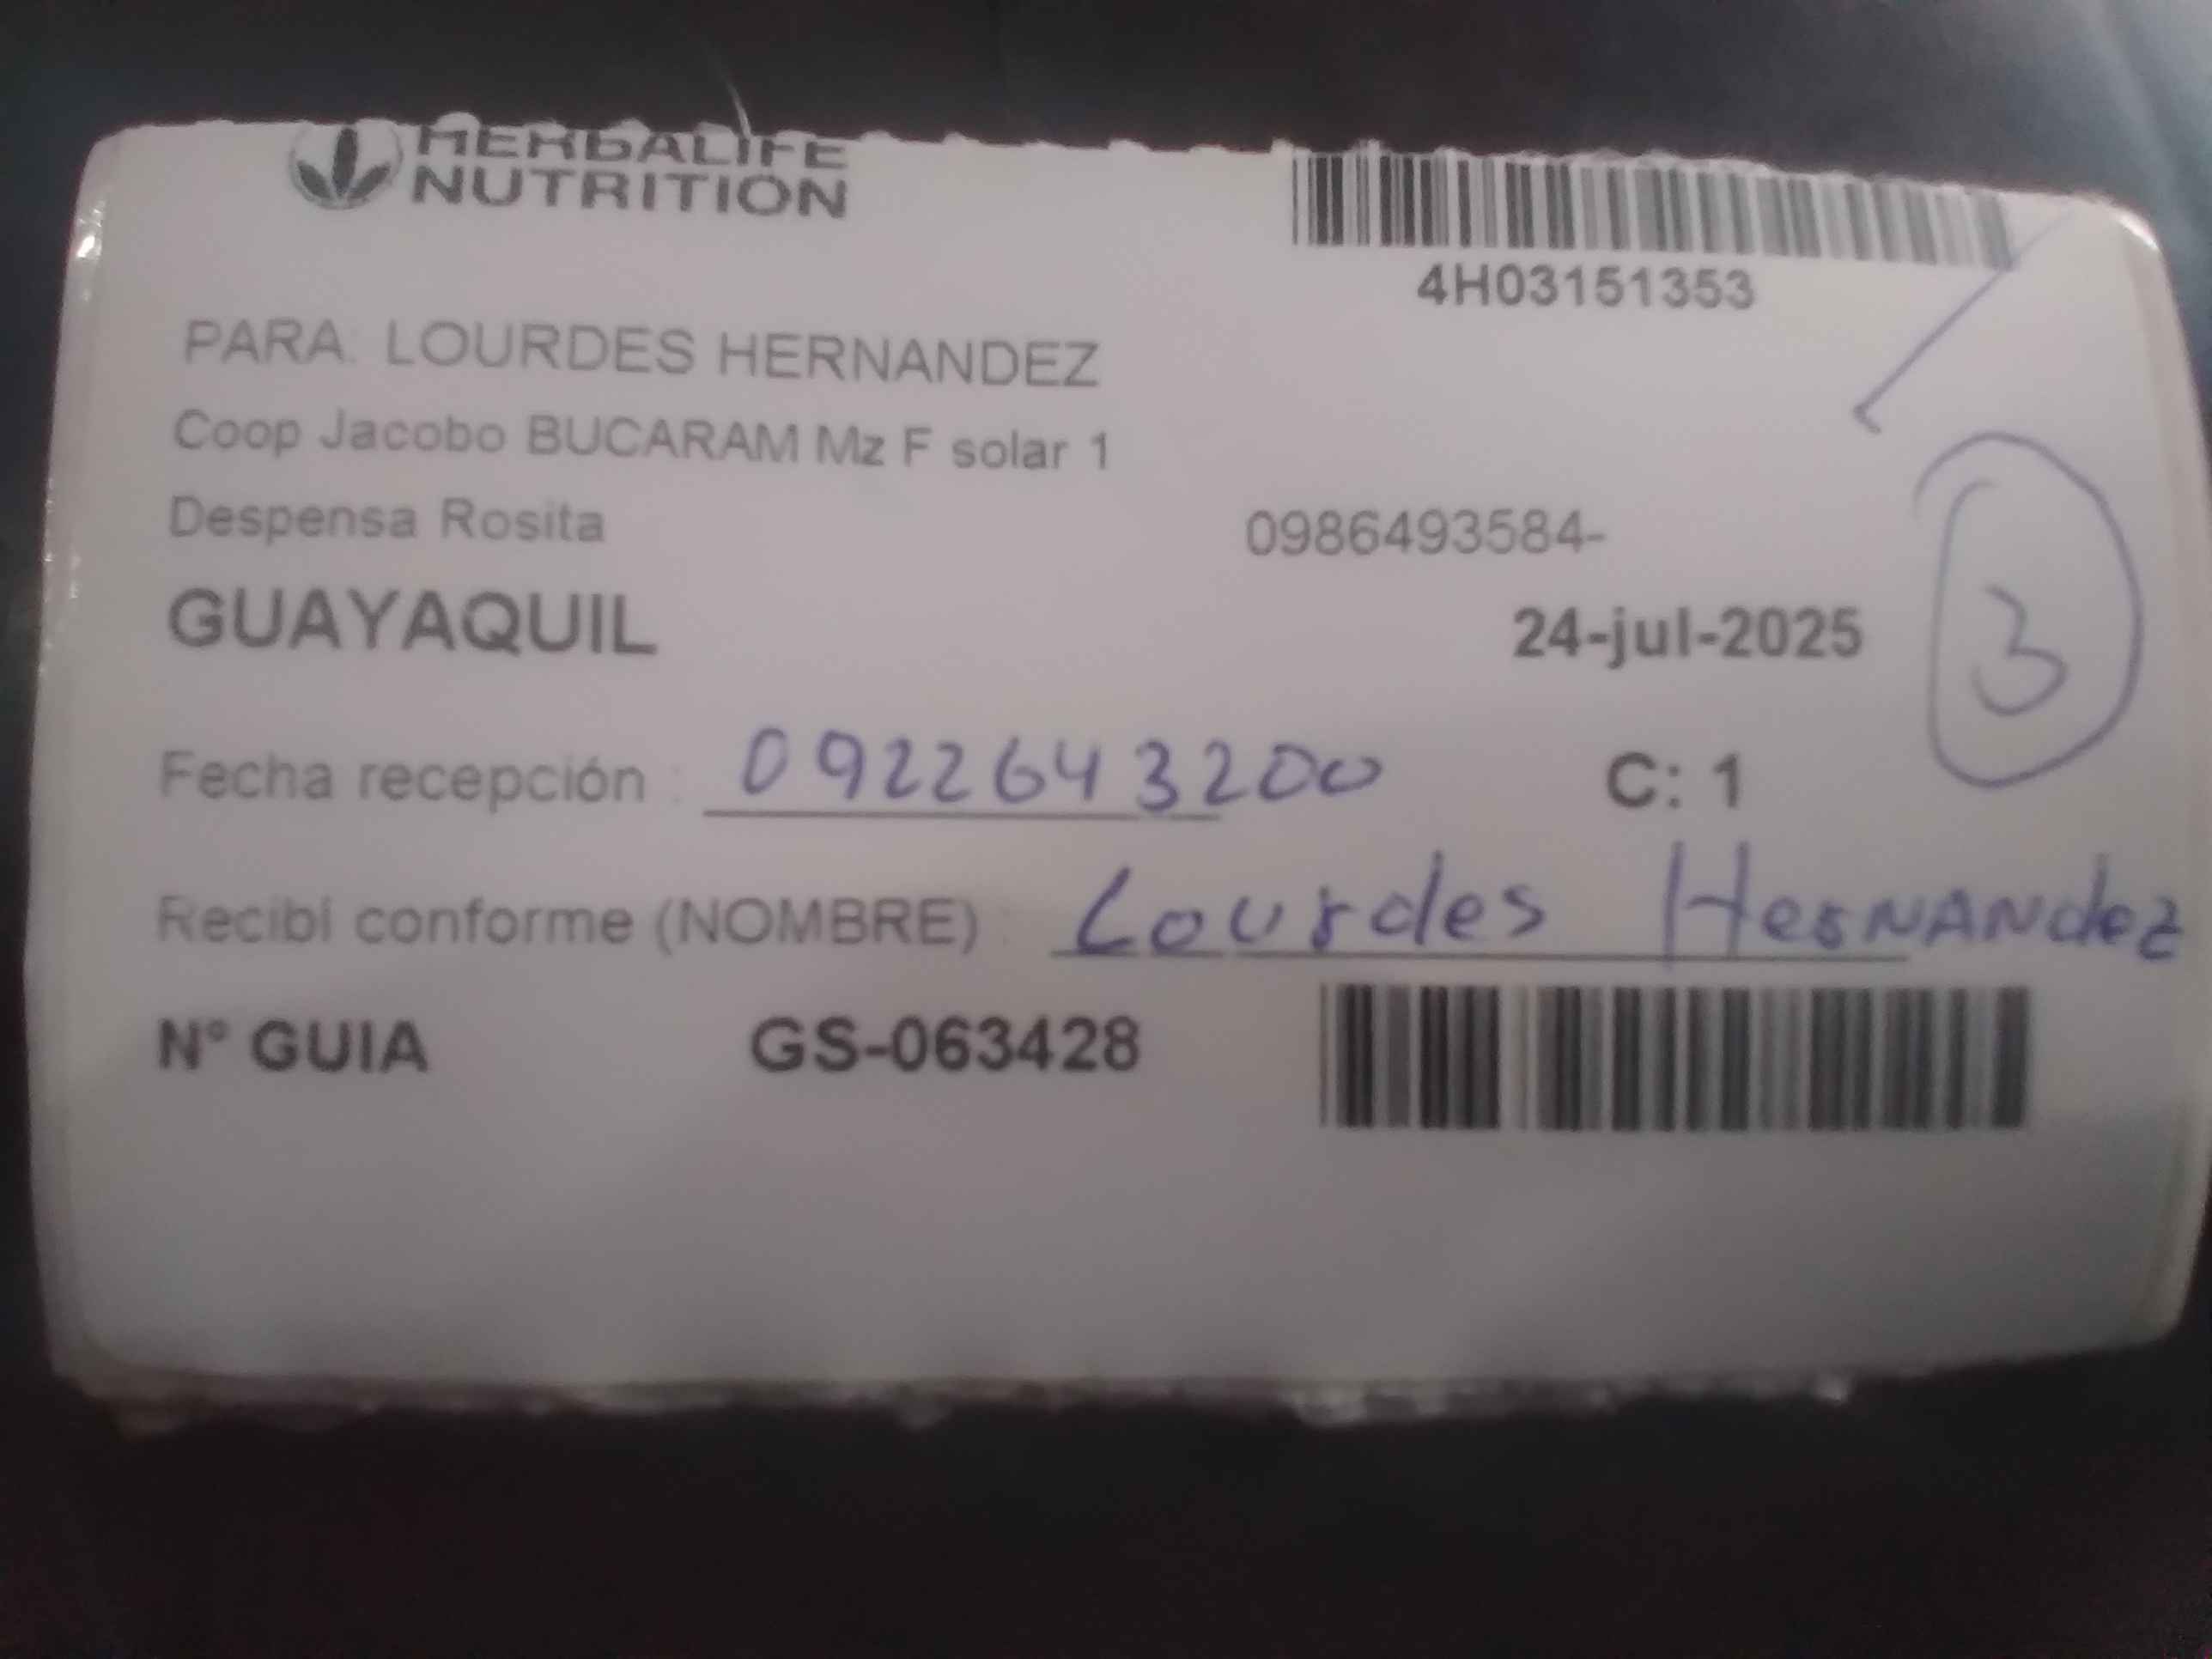 HERBALIFE
NUTRITION
4H03151353
PARA: LOURDES HERNANDEZ
Coop Jacobo BUCARAM Mz F solar 1
Despensa Rosita 0986493584-
GUAYAQUIL 24-jul-2025
3
Fecha recepción : 0922643200 C: 1
Recibí conforme (NOMBRE) : Lourdes HerNANdez
N° GUIA GS-063428